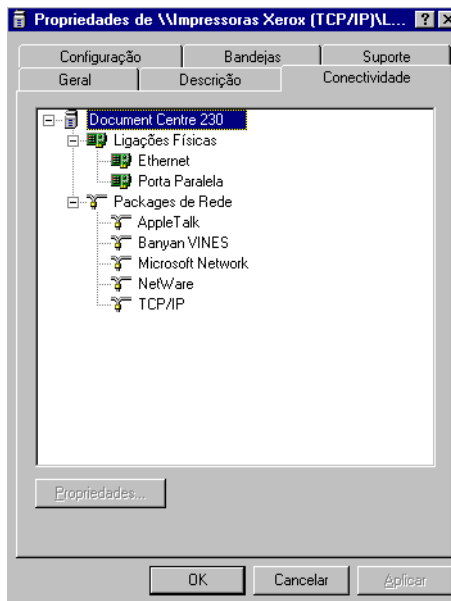 Propriedades de \\Impressoras Xerox (TCP/IP)\L...
Configuração Bandejas Suporte
Geral Descrição Conectividade
Document Centre 230
Ligações Físicas
Ethernet
Porta Paralela
Packages de Rede
AppleTalk
Banyan VINES
Microsoft Network
NetWare
TCP/IP
Propriedades...
OK Cancelar Aplicar